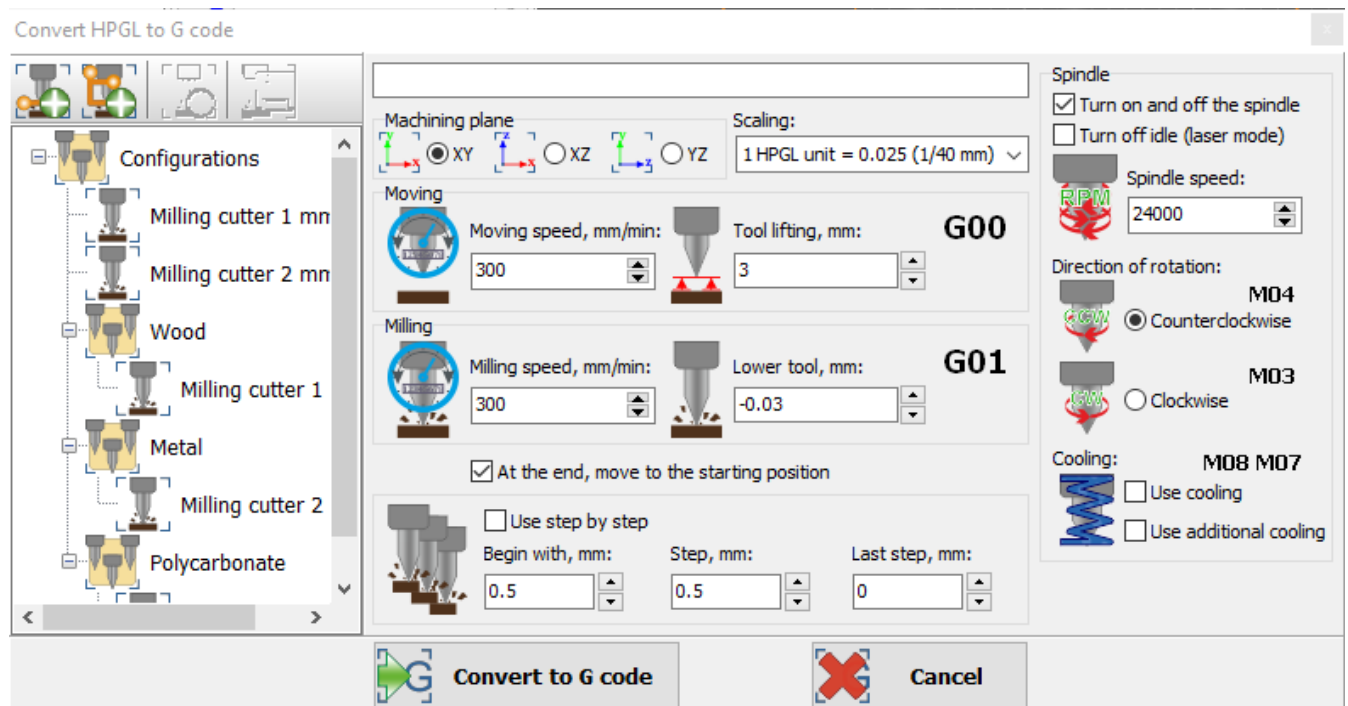 Convert HPGL to G code
x
Configurations
Milling cutter 1 mm
Milling cutter 2 mm
Wood
Milling cutter 1
Metal
Milling cutter 2
Polycarbonate
Machining plane
XY
XZ
YZ
Scaling:
1 HPGL unit = 0.025 (1/40 mm)
Moving
Moving speed, mm/min:
300
Tool lifting, mm:
3
G00
Milling
Milling speed, mm/min:
300
Lower tool, mm:
-0.03
G01
At the end, move to the starting position
Use step by step
Begin with, mm:
0.5
Step, mm:
0.5
Last step, mm:
0
Spindle
Turn on and off the spindle
Turn off idle (laser mode)
RPM
Spindle speed:
24000
Direction of rotation:
M04
CCW
Counterclockwise
M03
CW
Clockwise
Cooling:
M08 M07
Use cooling
Use additional cooling
G
Convert to G code
G
Cancel